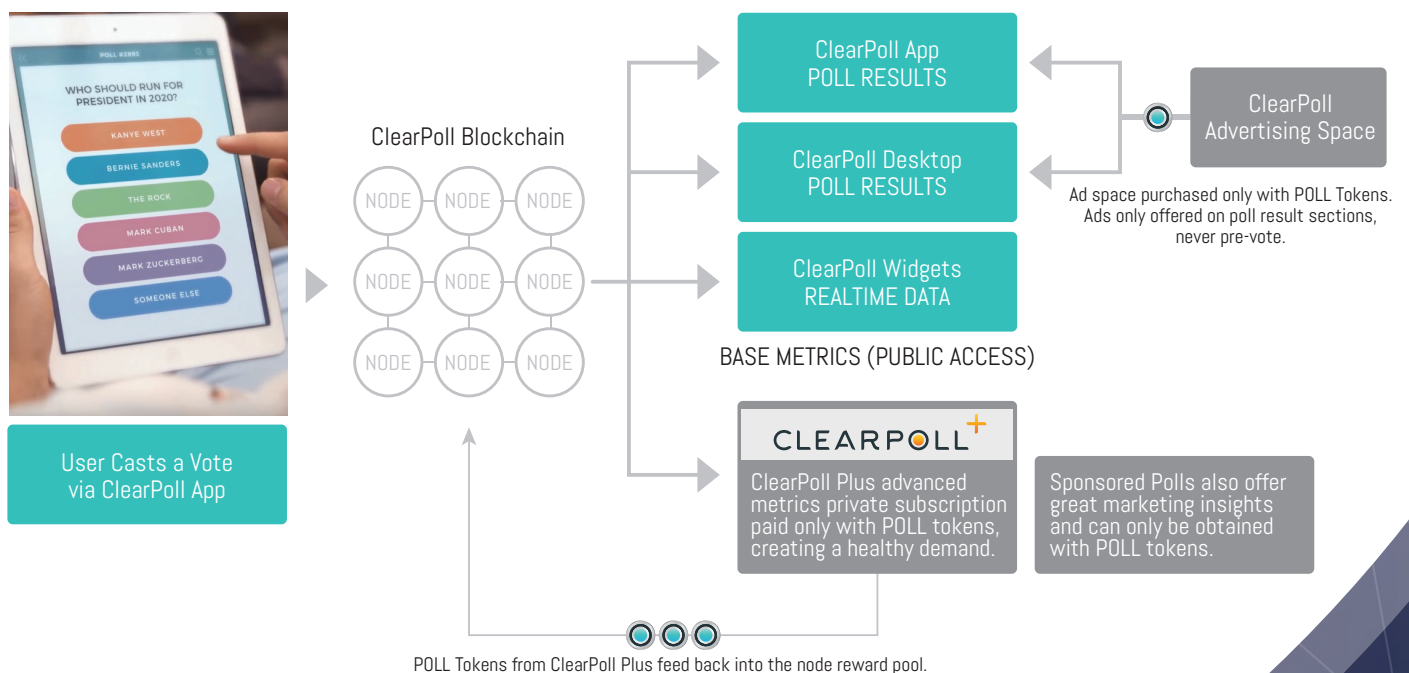 POLL #2895
WHO SHOULD RUN FOR
PRESIDENT IN 2020?
KANYE WEST
BERNIE SANDERS
THE ROCK
MARK CUBAN
MARK ZUCKERBERG
SOMEONE ELSE
User Casts a Vote
via ClearPoll App
ClearPoll Blockchain
NODE NODE NODE
NODE NODE NODE
NODE NODE NODE
ClearPoll App
POLL RESULTS
ClearPoll Desktop
POLL RESULTS
ClearPoll Widgets
REALTIME DATA
BASE METRICS (PUBLIC ACCESS)
ClearPoll
Advertising Space
Ad space purchased only with POLL Tokens.
Ads only offered on poll result sections,
never pre-vote.
CLEARPOLL+
ClearPoll Plus advanced
metrics private subscription
paid only with POLL tokens,
creating a healthy demand.
Sponsored Polls also offer
great marketing insights
and can only be obtained
with POLL tokens.
POLL Tokens from ClearPoll Plus feed back into the node reward pool.